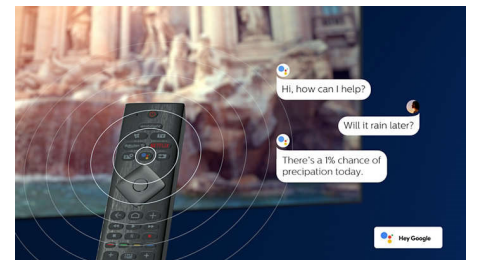 Hi, how can I help?
Will it rain later?
There's a 1% chance of
precipation today.
Hey Google